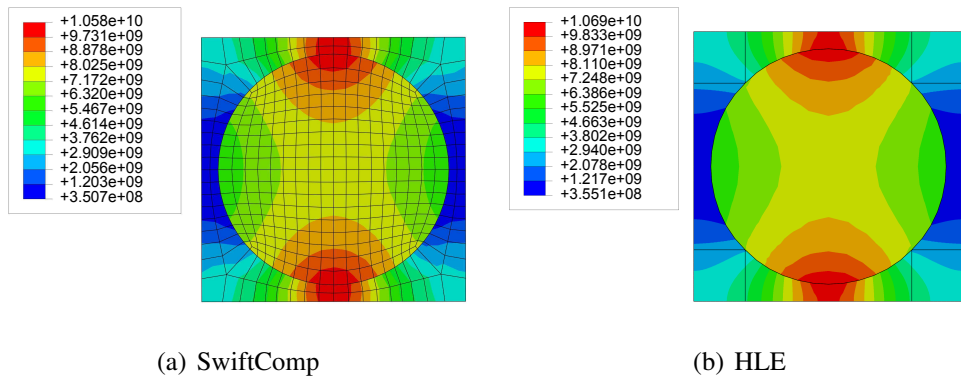 +1.058e+10
+9.731e+09
+8.878e+09
+8.025e+09
+7.172e+09
+6.320e+09
+5.467e+09
+4.614e+09
+3.762e+09
+2.909e+09
+2.056e+09
+1.203e+09
+3.507e+08
+1.069e+10
+9.833e+09
+8.971e+09
+8.110e+09
+7.248e+09
+6.386e+09
+5.525e+09
+4.663e+09
+3.802e+09
+2.940e+09
+2.078e+09
+1.217e+09
+3.551e+08
(a) SwiftComp
(b) HLE